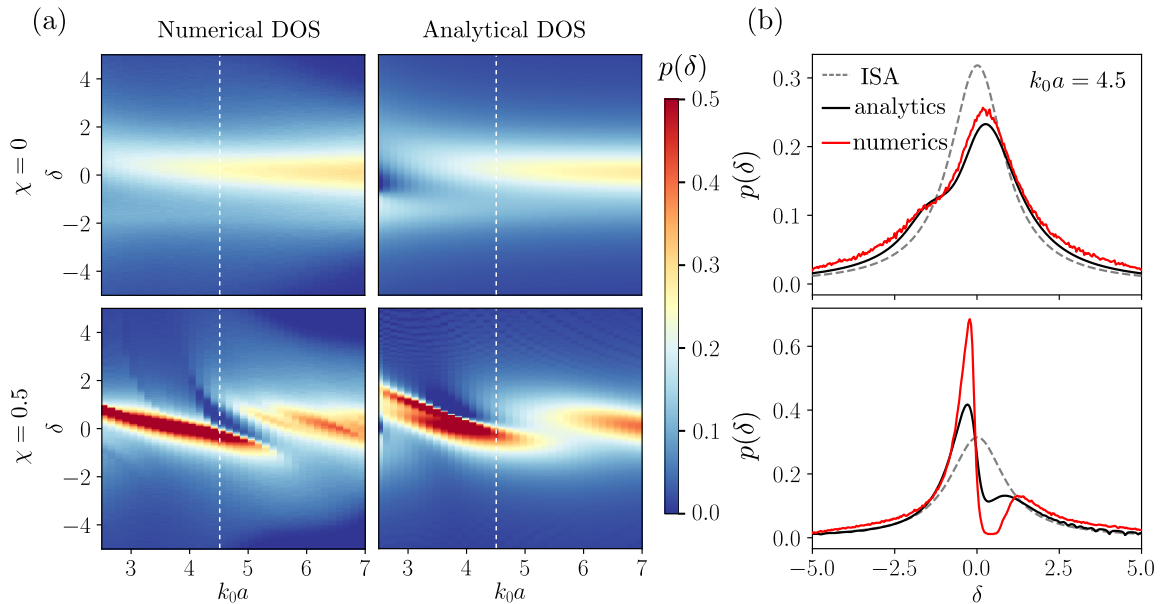 (a)
Numerical DOS
Analytical DOS
χ = 0
δ
4
2
0
−2
−4
χ = 0.5
δ
4
2
0
−2
−4
3 4 5 6 7
k₀a
3 4 5 6 7
k₀a
p(δ)
0.5
0.4
0.3
0.2
0.1
0.0
(b)
p(δ)
0.3
0.2
0.1
0.0
ISA
analytics
numerics
k₀a = 4.5
p(δ)
0.6
0.4
0.2
0.0
−5.0 −2.5 0.0 2.5 5.0
δ